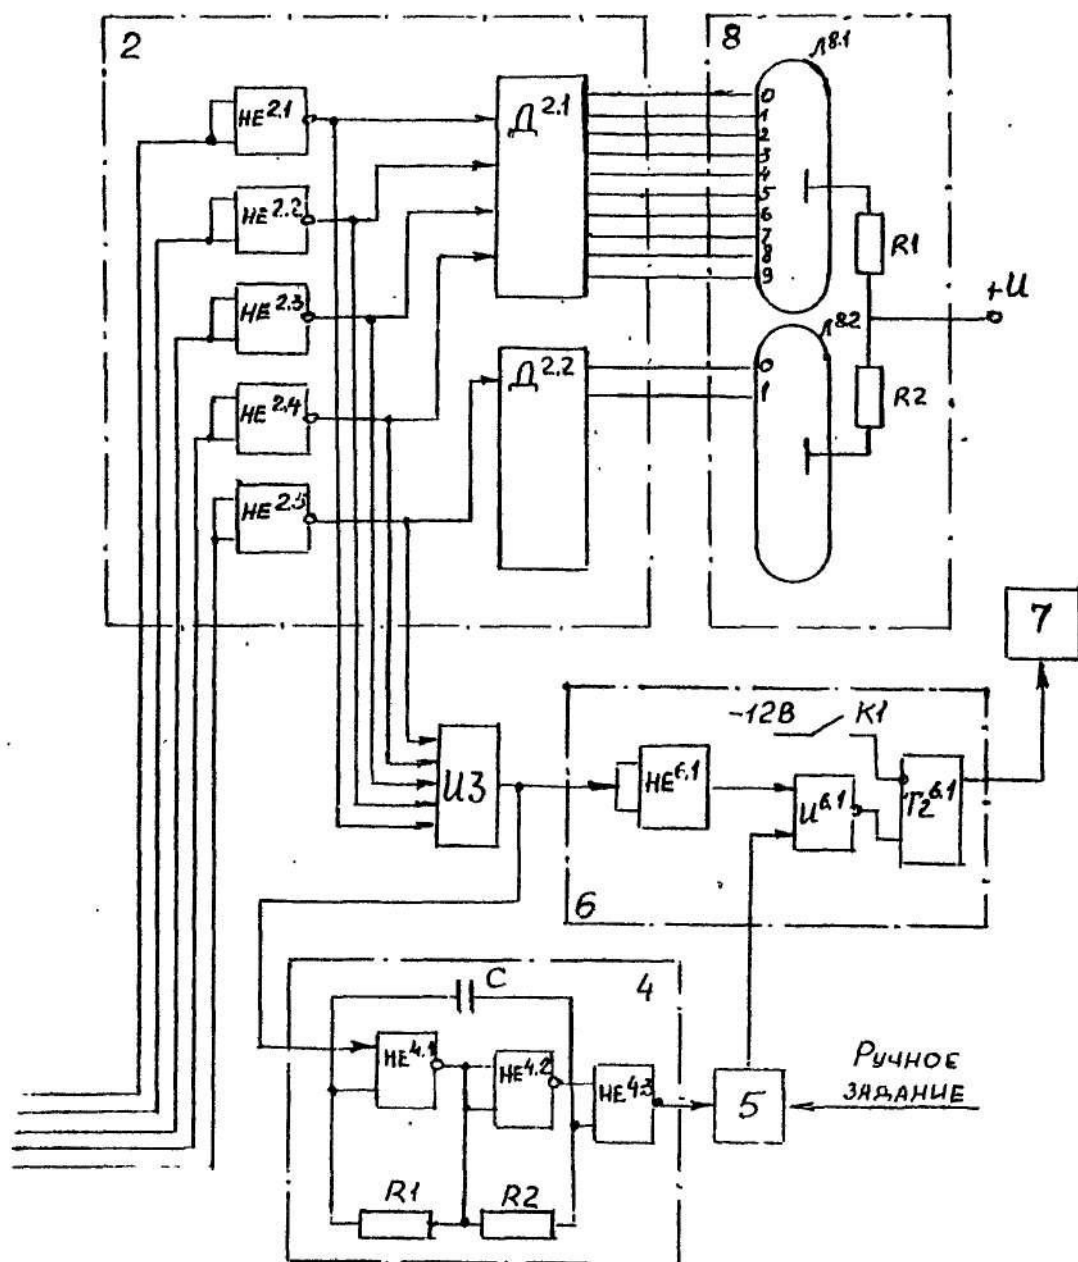 2
8
Л8.1
НЕ2.1
Д2.1
0
1
2
3
4
5
6
7
8
9
НЕ2.2
R1
НЕ2.3
+U
Л8.2
НЕ2.4
Д2.2
0
1
R2
НЕ2.5
7
-12В
К1
И3
НЕ6.1
И6.1
Т26.1
6
C
4
НЕ4.1
НЕ4.2
НЕ4.3
5
Ручное
задание
R1
R2